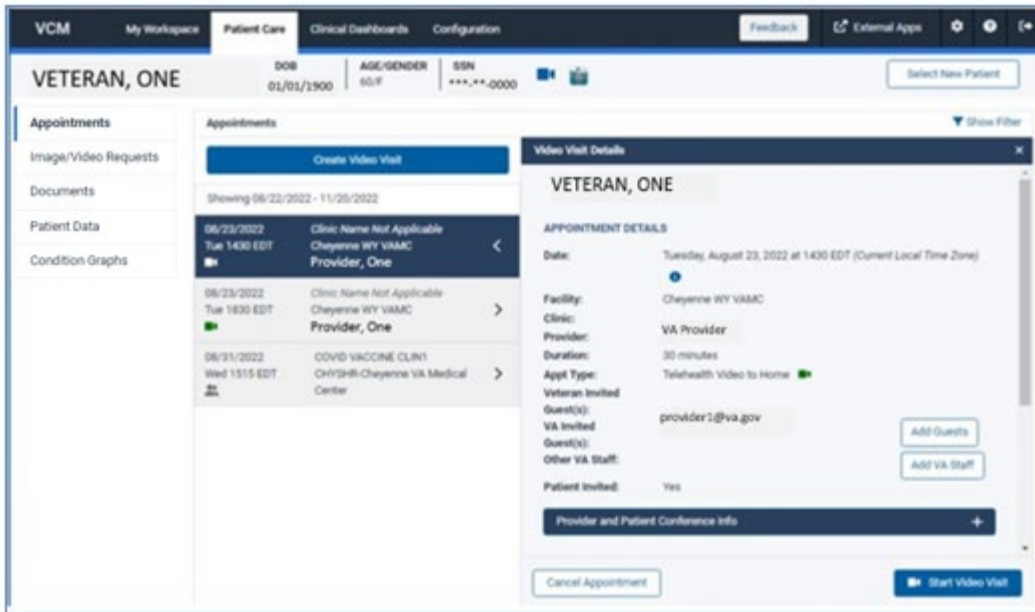 VCM My Workspace Patient Care Clinical Dashboards Configuration Feedback External Apps
VETERAN, ONE
DOB
01/01/1900
AGE/GENDER
60/F
SSN
***-**-0000
Select New Patient
Appointments
Image/Video Requests
Documents
Patient Data
Condition Graphs
Appointments
Show Filter
Create Video Visit
Showing 08/22/2022 - 11/20/2022
08/23/2022 Clinic Name Not Applicable
Tue 1430 EDT Cheyenne WY VAMC
Provider, One
08/23/2022 Clinic Name Not Applicable
Tue 1830 EDT Cheyenne WY VAMC
Provider, One
08/31/2022 COVID VACCINE CLIN1
Wed 1515 EDT CHYSHR-Cheyenne VA Medical
Center
Video Visit Details
VETERAN, ONE
APPOINTMENT DETAILS
Date: Tuesday, August 23, 2022 at 1430 EDT (Current Local Time Zone)
Facility: Cheyenne WY VAMC
Clinic:
Provider: VA Provider
Duration: 30 minutes
Appt Type: Telehealth Video to Home
Veteran Invited
Guest(s):
VA Invited provider1@va.gov
Guest(s):
Other VA Staff:
Add Guests
Add VA Staff
Patient Invited: Yes
Provider and Patient Conference Info
Cancel Appointment
Start Video Visit